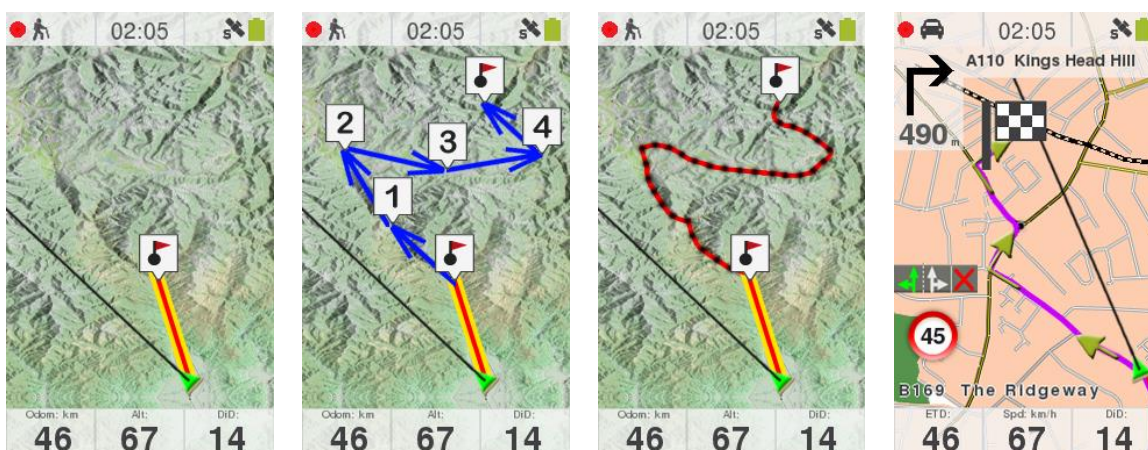 02:05
S
Odom: km Alt: DiD:
46 67 14
02:05
S
2
3
4
1
Odom: km Alt: DiD:
46 67 14
02:05
S
Odom: km Alt: DiD:
46 67 14
02:05
S
A110 Kings Head Hill
490 m
45
B169 The Ridgeway
ETD: Spd: km/h DiD:
46 67 14